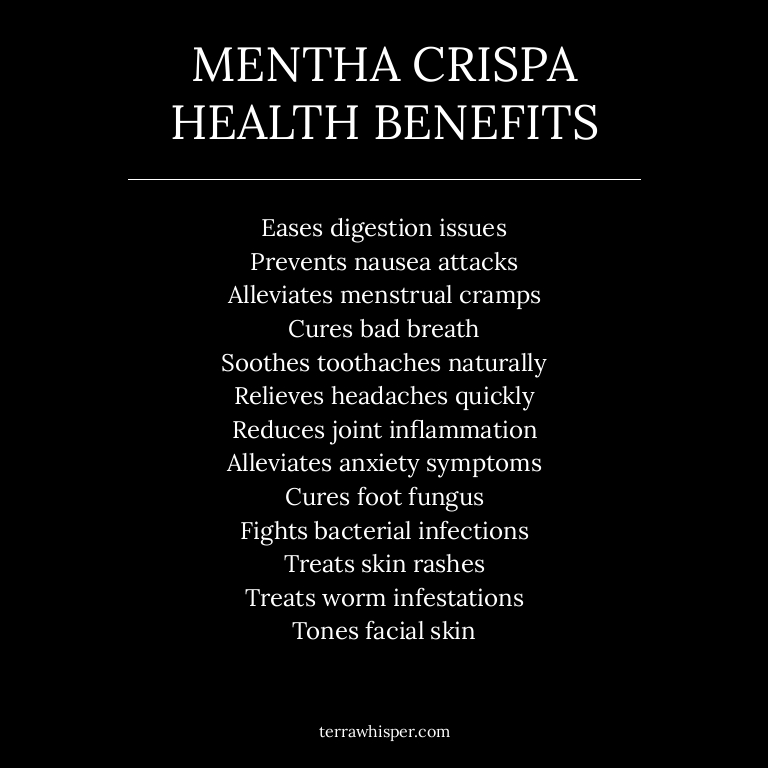 MENTHA CRISPA
HEALTH BENEFITS
Eases digestion issues
Prevents nausea attacks
Alleviates menstrual cramps
Cures bad breath
Soothes toothaches naturally
Relieves headaches quickly
Reduces joint inflammation
Alleviates anxiety symptoms
Cures foot fungus
Fights bacterial infections
Treats skin rashes
Treats worm infestations
Tones facial skin
terrawhisper.com